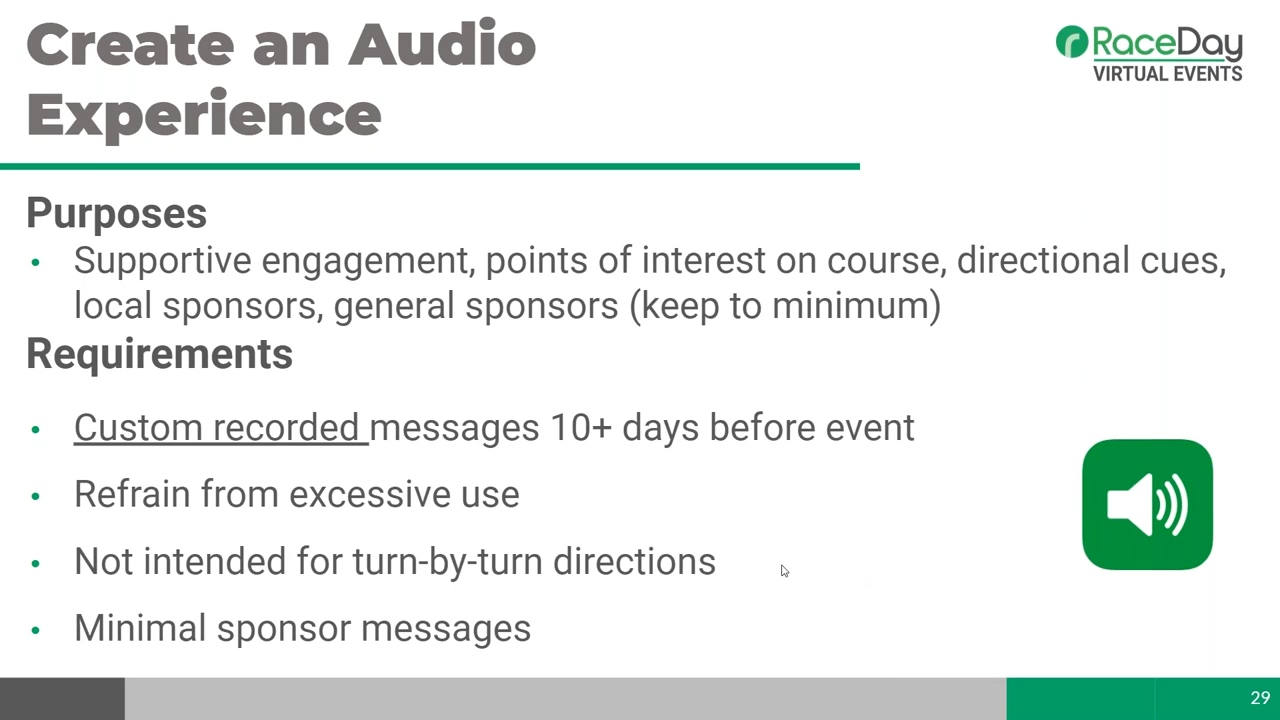 Create an Audio
Experience
RaceDay
VIRTUAL EVENTS
Purposes
• Supportive engagement, points of interest on course, directional cues,
local sponsors, general sponsors (keep to minimum)
Requirements
• Custom recorded messages 10+ days before event
• Refrain from excessive use
• Not intended for turn-by-turn directions
• Minimal sponsor messages
29